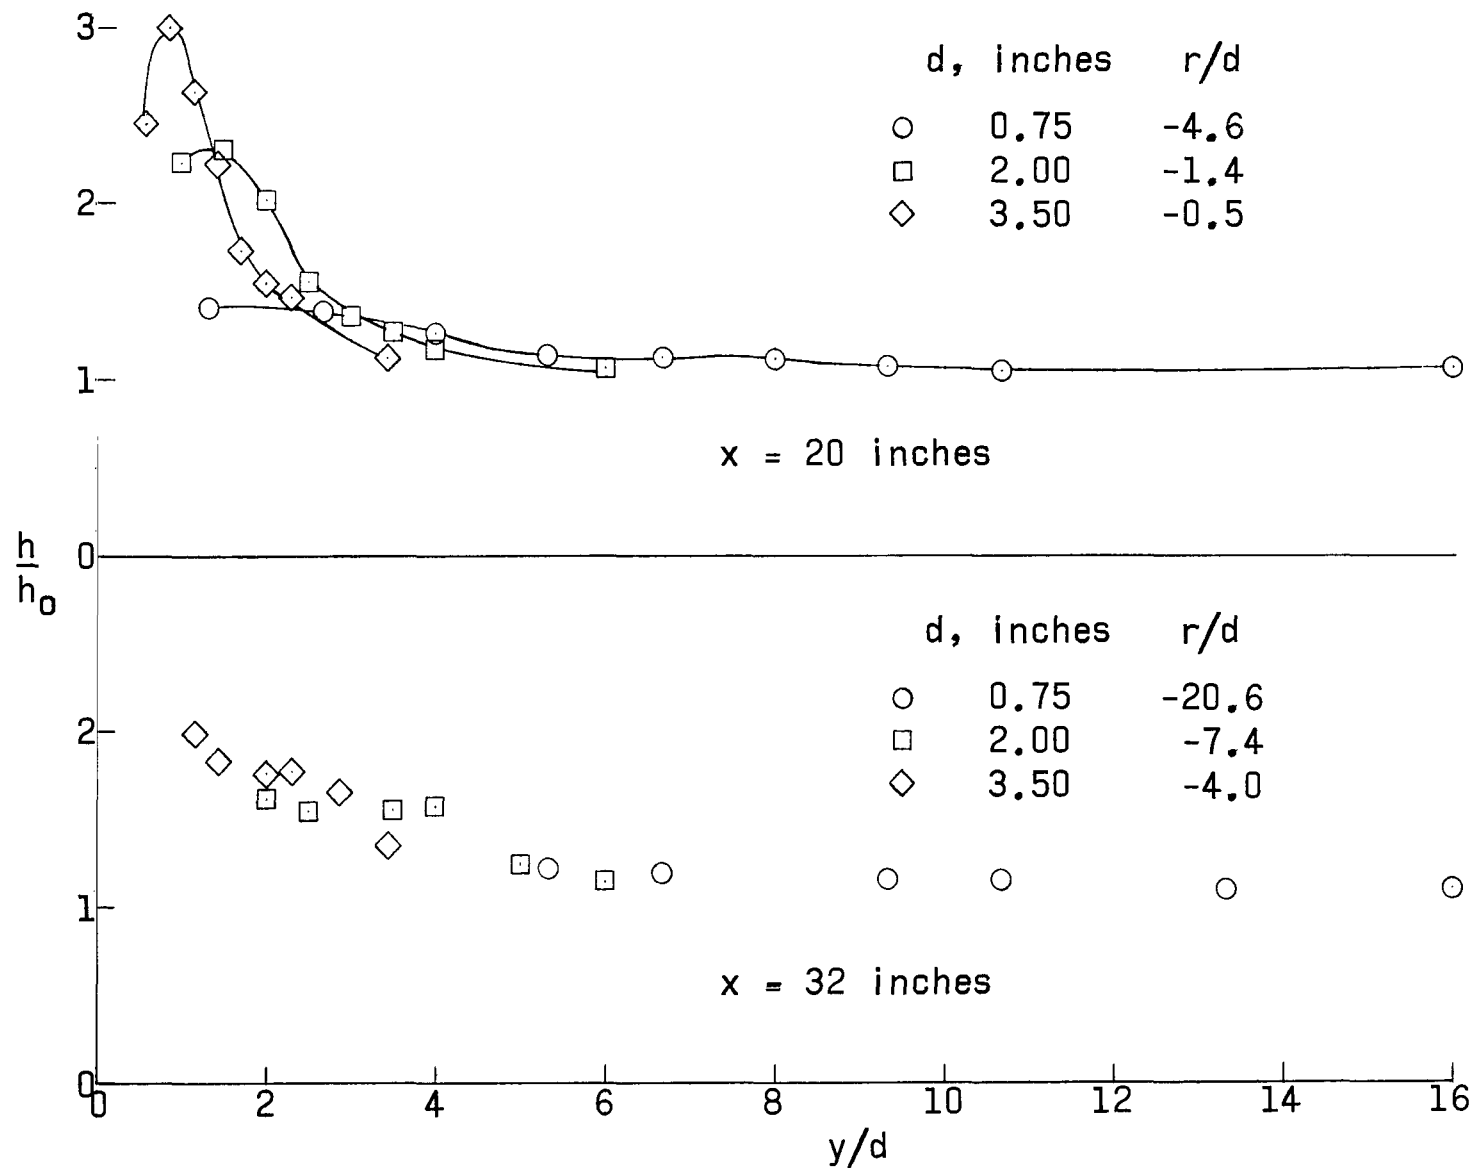 3
d, inches r/d
0.75 -4.6
2.00 -1.4
2
3.50 -0.5
1
x = 20 inches
h
h0
0
d, inches r/d
0.75 -20.6
2.00 -7.4
2
3.50 -4.0
1
x = 32 inches
0
0 2 4 6 8 10 12 14 16
y/d